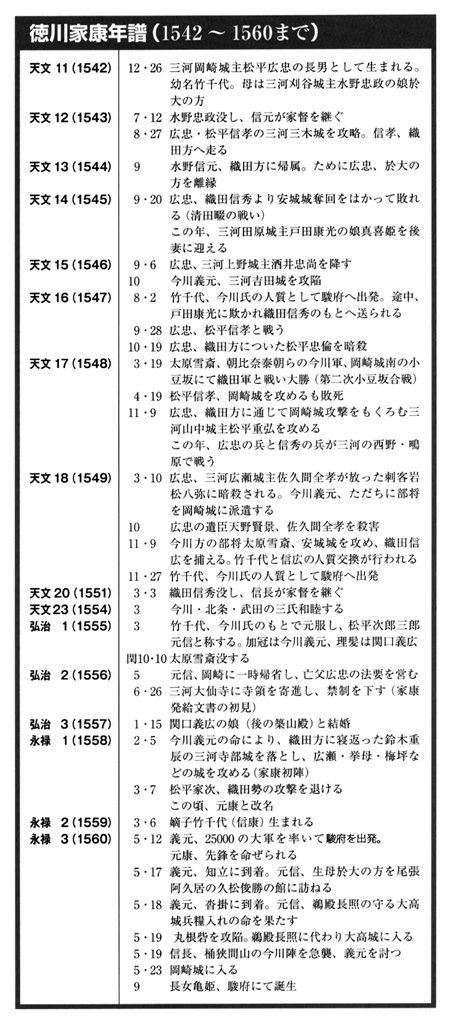 徳川家康年譜(1542 〜 1560まで)
天文 11 (1542) 12・26 三河岡崎城主松平広忠の長男として生まれる。
幼名竹千代。母は三河刈谷城主水野忠政の娘於
大の方
天文 12 (1543) 7・12 水野忠政没し、信元が家督を継ぐ
8・27 広忠・松平信孝の三河三木城を攻略。信孝、織
田方へ走る
天文 13 (1544) 9 水野信元、織田方に帰属。ために広忠、於大の
方を離縁
天文 14 (1545) 9・20 広忠、織田信秀より安城城奪回をはかって敗れ
る(清田畷の戦い)
この年、三河田原城主戸田康光の娘真喜姫を後
妻に迎える
天文 15 (1546) 9・6 広忠、三河上野城主酒井忠尚を降す
10 今川義元、三河吉田城を攻陥
天文 16 (1547) 8・2 竹千代、今川氏の人質として駿府へ出発。途中、
戸田康光に欺かれ織田信秀のもとへ送られる
9・28 広忠、松平信孝と戦う
10・19 広忠、織田方についた松平忠倫を暗殺
天文 17 (1548) 3・19 太原雪斎、朝比奈泰朝らの今川軍、岡崎城南の小
豆坂にて織田軍と戦い大勝(第二次小豆坂合戦)
4・19 松平信孝、岡崎城を攻めるも敗死
11・9 広忠、織田方に通じて岡崎城攻撃をもくろむ三
河山中城主松平重弘を攻める
この年、広忠の兵と信秀の兵が三河の西野・鴫
原で戦う
天文 18 (1549) 3・10 広忠、三河広瀬城主佐久間全孝が放った刺客岩
松八弥に暗殺される。今川義元、ただちに部将
を岡崎城に派遣する
10 広忠の遺臣天野賢景、佐久間全孝を殺害
11・9 今川方の部将太原雪斎、安城城を攻め、織田信
広を捕える。竹千代と信広の人質交換が行われる
11・27 竹千代、今川氏の人質として駿府へ出発
天文 20 (1551) 3・3 織田信秀没し、信長が家督を継ぐ
天文23 (1554) 3 今川・北条・武田の三氏和睦する
弘治 1 (1555) 3 竹千代、今川氏のもとで元服し、松平次郎三郎
元信と称する。加冠は今川義元、理髪は関口義広
閏10・10 太原雪斎没する
弘治 2 (1556) 5 元信、岡崎に一時帰省し、亡父広忠の法要を営む
6・26 三河大仙寺に寺領を寄進し、禁制を下す(家康
発給文書の初見)
弘治 3 (1557) 1・15 関口義広の娘(後の築山殿)と結婚
永禄 1 (1558) 2・5 今川義元の命により、織田方に寝返った鈴木重
辰の三河寺部城を落とし、広瀬・挙母・梅坪な
どの城を攻める(家康初陣)
3・7 松平家次、織田勢の攻撃を退ける
この頃、元康と改名
永禄 2 (1559) 3・6 嫡子竹千代(信康)生まれる
永禄 3 (1560) 5・12 義元、25000 の大軍を率いて駿府を出発。
元康、先鋒を命ぜられる
5・17 義元、知立に到着。元信、生母於大の方を尾張
阿久居の久松俊勝の館に訪ねる
5・18 義元、沓掛に到着。元信、鵜殿長照の守る大高
城兵糧入れの命を果たす
5・19 丸根砦を攻陥。鵜殿長照に代わり大高城に入る
5・19 信長、桶狭間山の今川陣を急襲、義元を討つ
5・23 岡崎城に入る
9 長女亀姫、駿府にて誕生